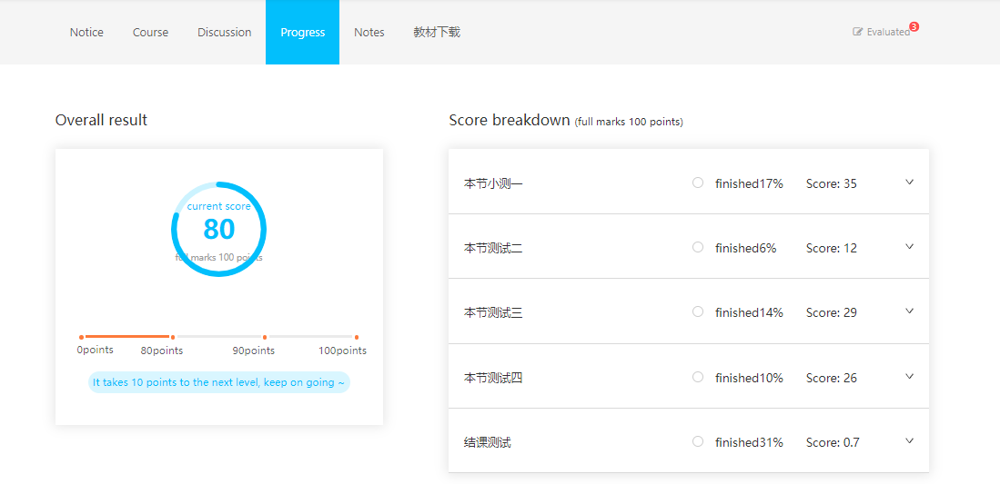 Notice Course Discussion Progress Notes 教材下载 Evaluated 3
Overall result
current score
80
full marks 100 points
0points 80points 90points 100points
It takes 10 points to the next level, keep on going ~
Score breakdown (full marks 100 points)
本节小测一 finished17% Score: 35
本节测试二 finished6% Score: 12
本节测试三 finished14% Score: 29
本节测试四 finished10% Score: 26
结课测试 finished31% Score: 0.7